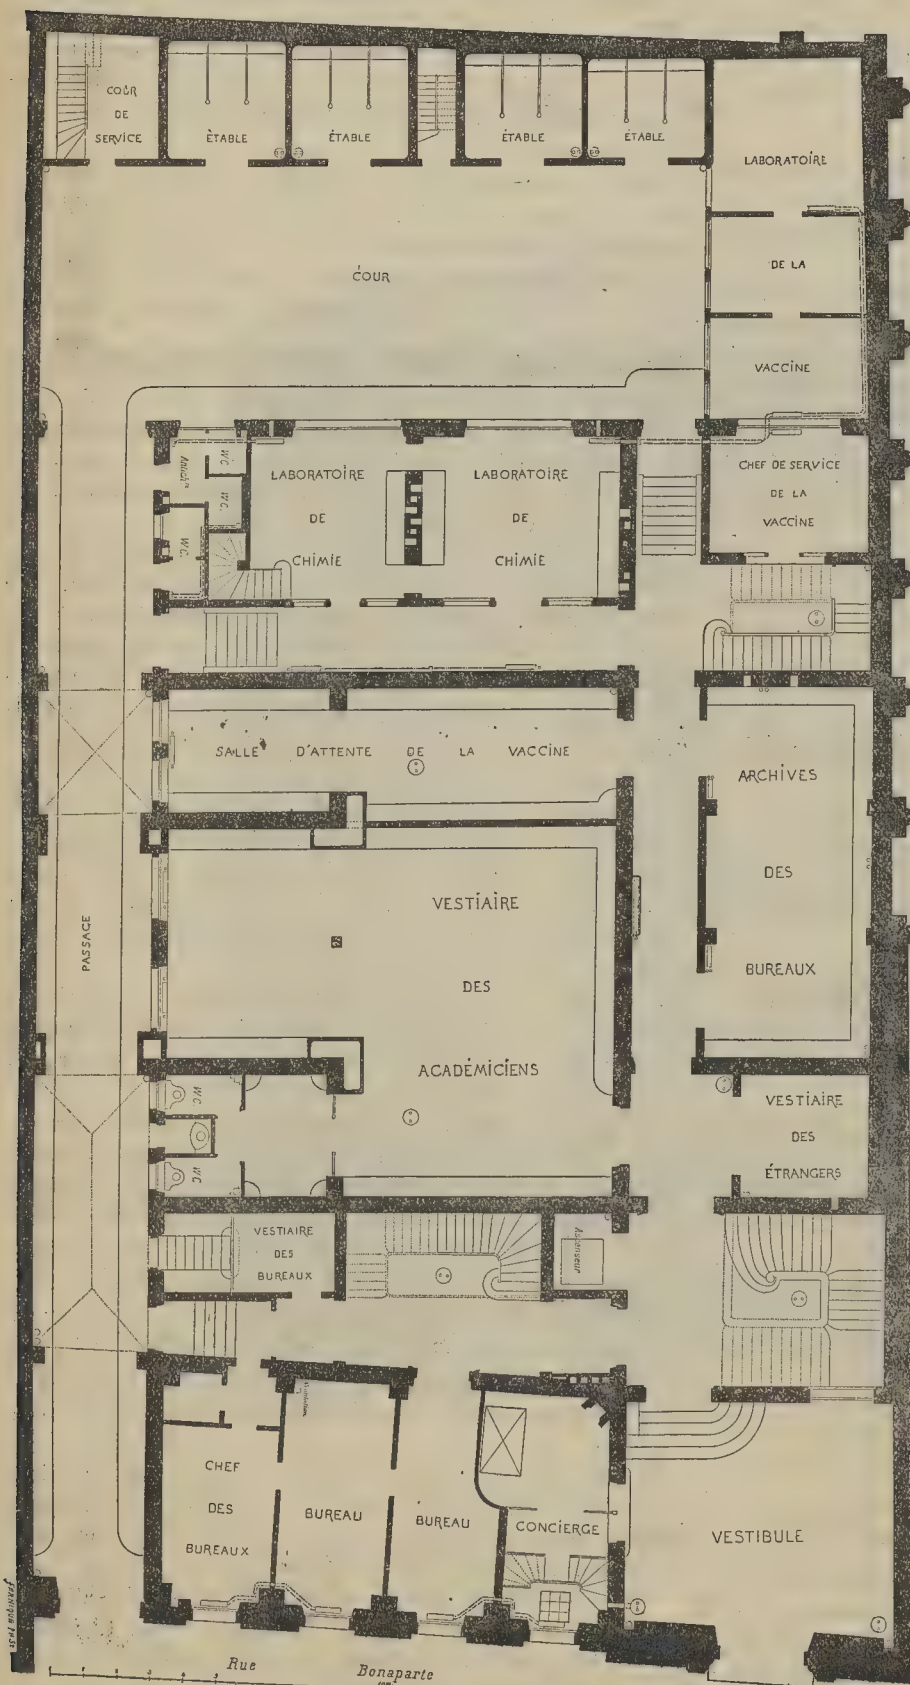 COUR
DE
SERVICE
ÉTABLE
ÉTABLE
ÉTABLE
ÉTABLE
LABORATOIRE
DE LA
VACCINE
COUR
W.C.
W.C.
W.C.
LABORATOIRE
DE
CHIMIE
LABORATOIRE
DE
CHIMIE
CHEF DE SERVICE
DE LA
VACCINE
SALLE D'ATTENTE DE LA VACCINE
ARCHIVES
DES
BUREAUX
PASSAGE
VESTIAIRE
DES
ACADÉMICIENS
WC
WC
VESTIAIRE
DES
ÉTRANGERS
VESTIAIRE
DES
BUREAUX
Ascenseur
CHEF
DES
BUREAUX
BUREAU
BUREAU
CONCIERGE
VESTIBULE
Rue Bonaparte